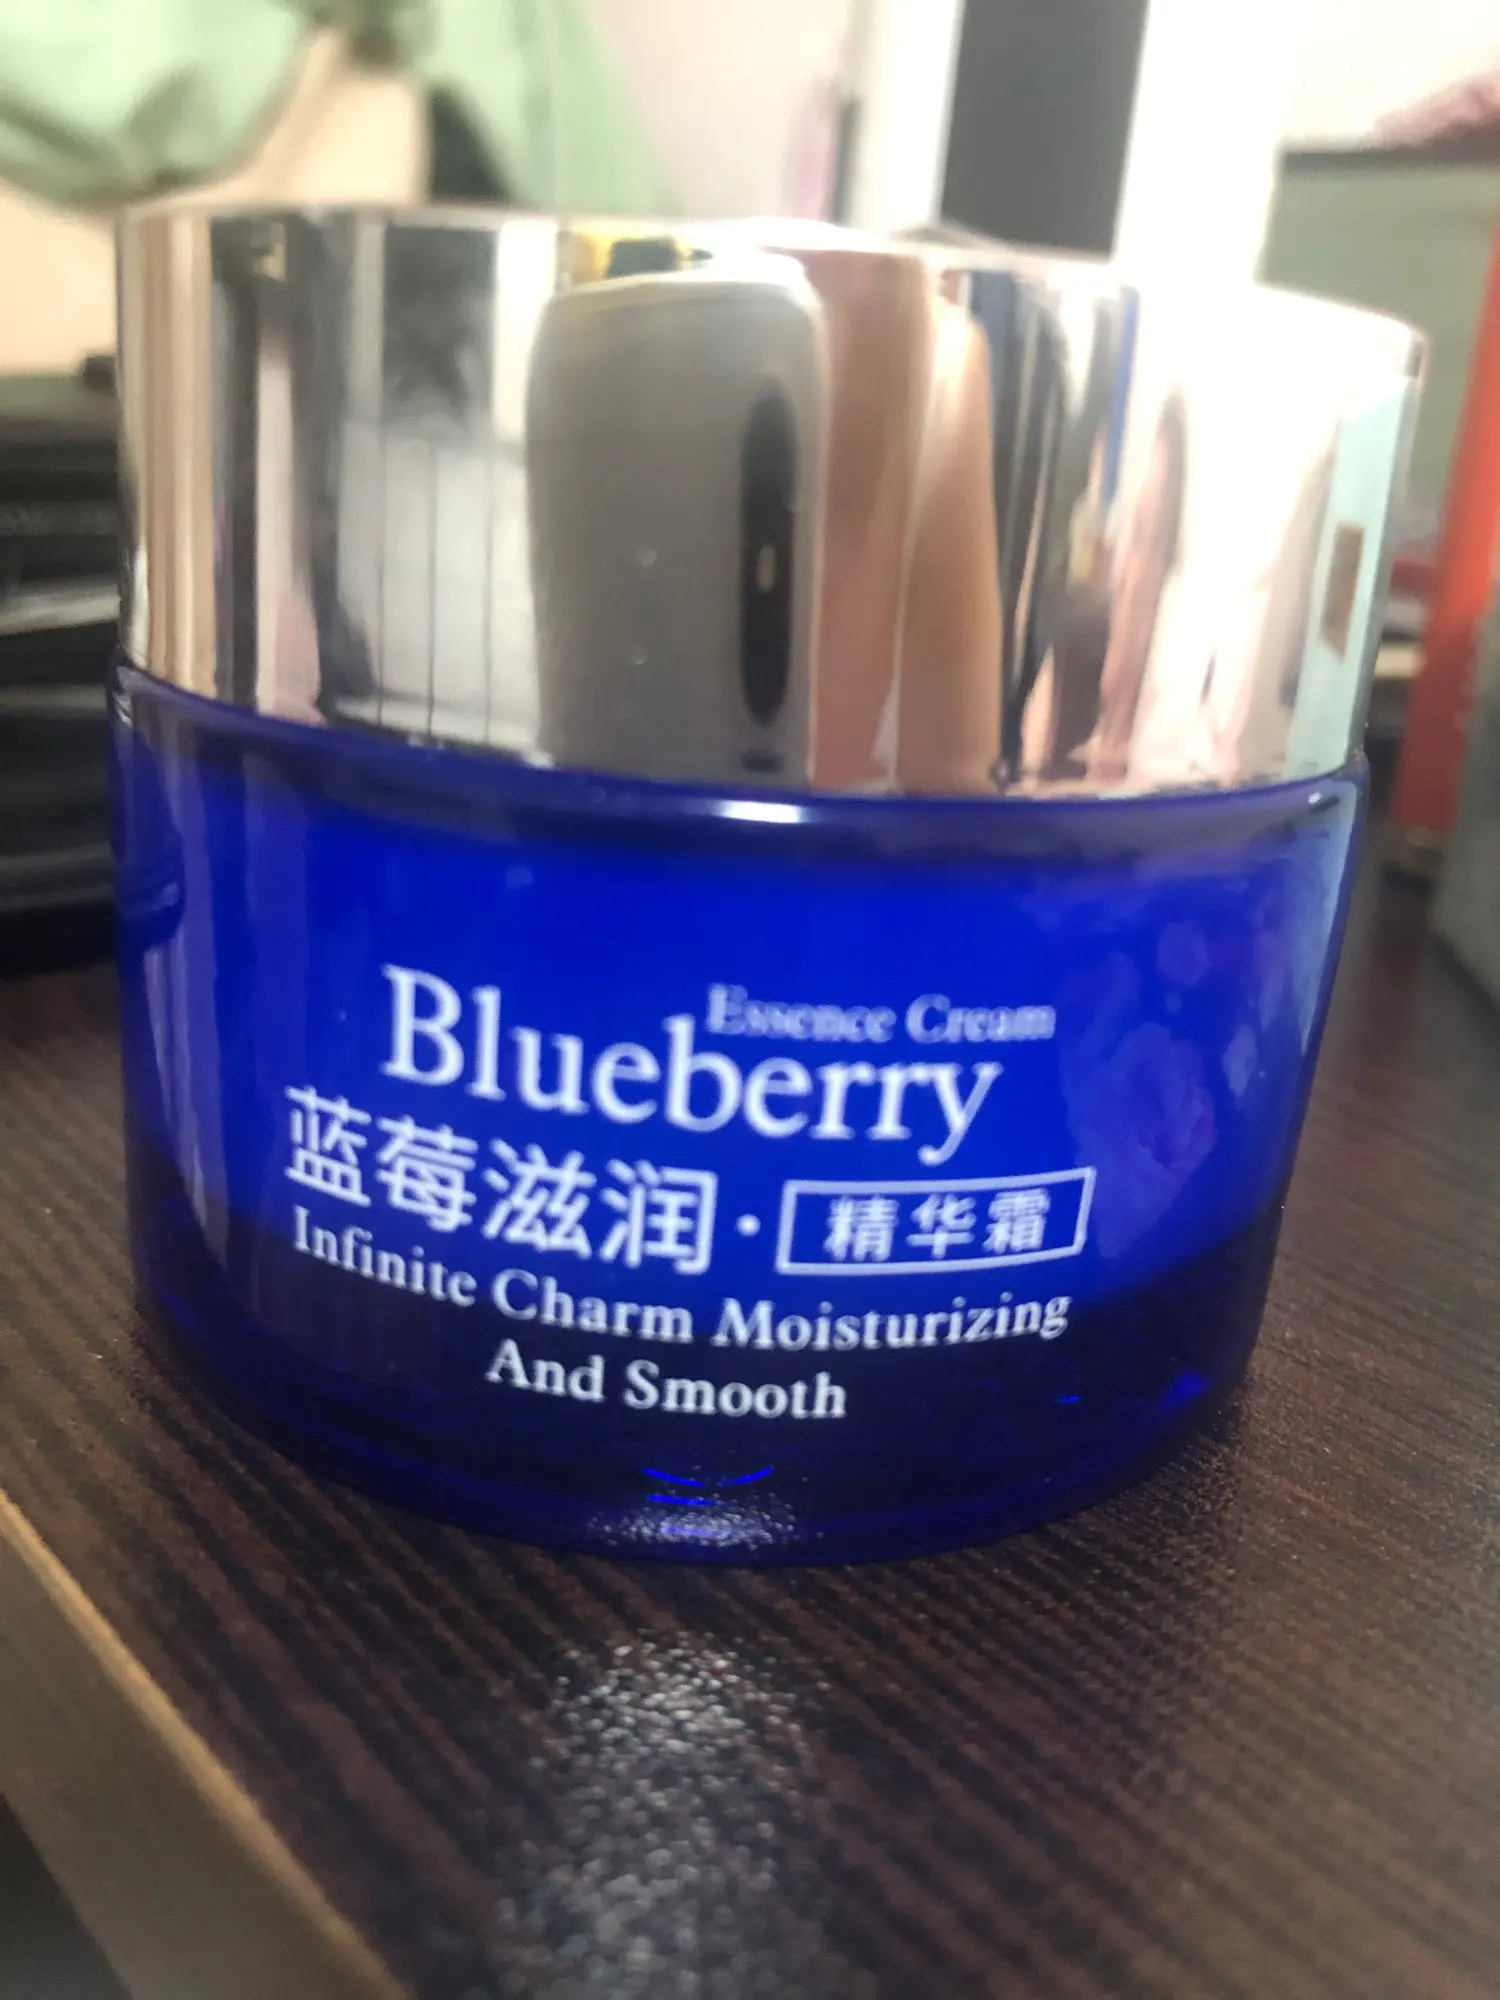 Essence Cream
Blueberry
蓝莓滋润·精华霜
Infinite Charm Moisturizing
And Smooth